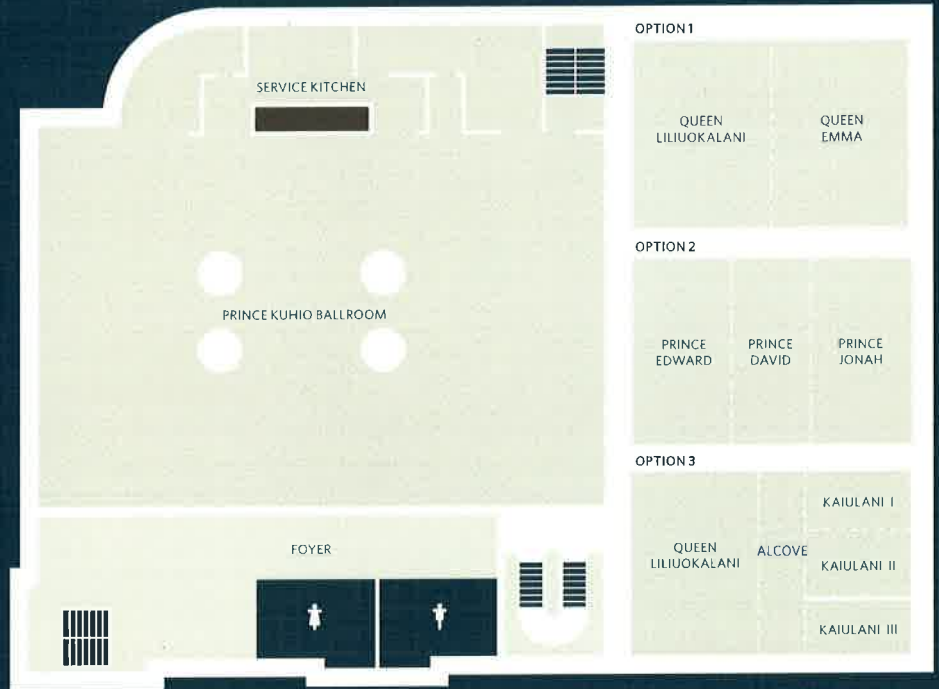 SERVICE KITCHEN
PRINCE KUHIO BALLROOM
FOYER
OPTION 1
QUEEN
LILIUOKALANI
QUEEN
EMMA
OPTION 2
PRINCE
EDWARD
PRINCE
DAVID
PRINCE
JONAH
OPTION 3
QUEEN
LILIUOKALANI
ALCOVE
KAIULANI I
KAIULANI II
KAIULANI III